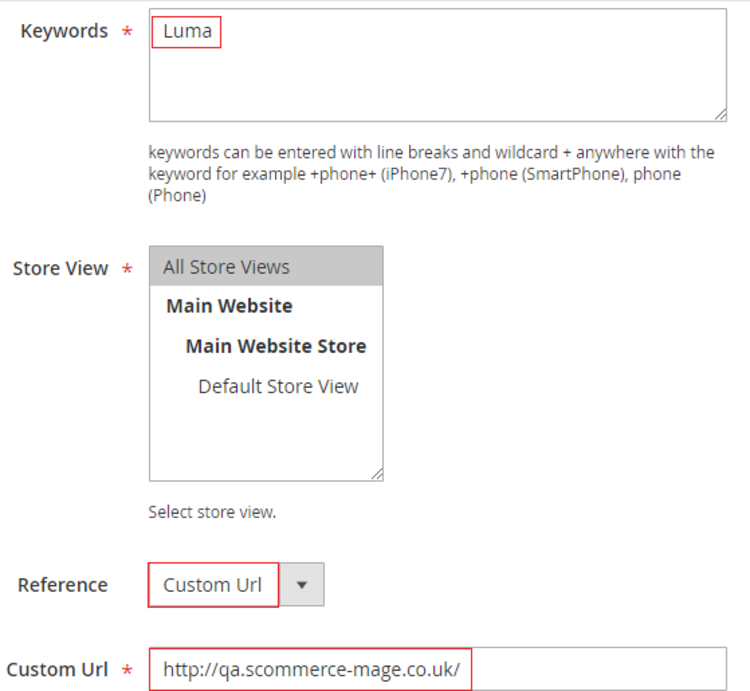 Keywords * Luma
keywords can be entered with line breaks and wildcard + anywhere with the
keyword for example +phone+ (iPhone7), +phone (SmartPhone), phone
(Phone)
Store View * All Store Views
Main Website
Main Website Store
Default Store View
Select store view.
Reference Custom Url
Custom Url * http://qa.scommerce-mage.co.uk/